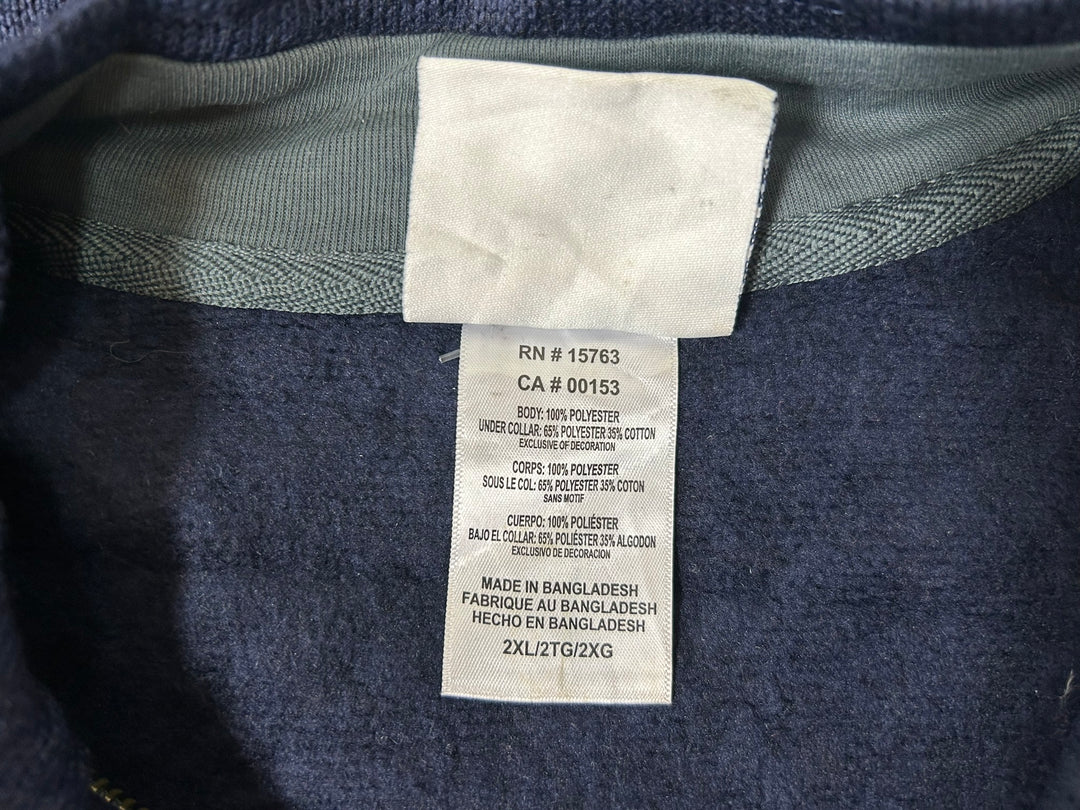 RN # 15763
CA # 00153
BODY: 100% POLYESTER
UNDER COLLAR: 65% POLYESTER 35% COTTON
EXCLUSIVE OF DECORATION
CORPS: 100% POLYESTER
SOUS LE COL: 65% POLYESTER 35% COTON
SANS MOTIF
CUERPO: 100% POLIÉSTER
BAJO EL COLLAR: 65% POLIÉSTER 35% ALGODON
EXCLUSIVO DE DECORACION
MADE IN BANGLADESH
FABRIQUE AU BANGLADESH
HECHO EN BANGLADESH
2XL/2TG/2XG